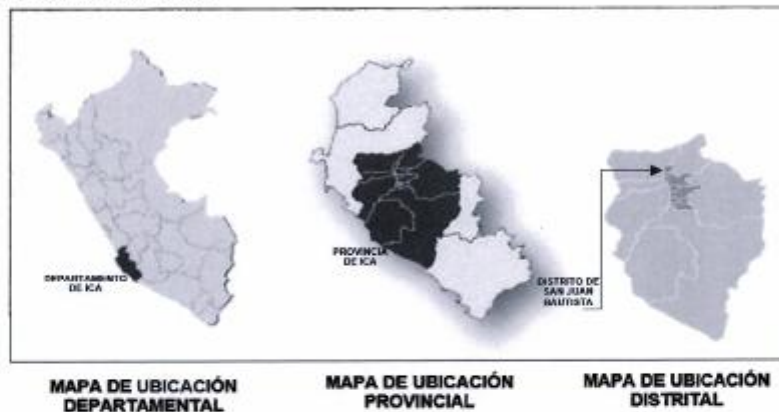 DEPARTAMENTO
DE ICA
PROVINCIA
DE ICA
DISTRITO DE
SAN JUAN
BAUTISTA
MAPA DE UBICACIÓN
DEPARTAMENTAL
MAPA DE UBICACIÓN
PROVINCIAL
MAPA DE UBICACIÓN
DISTRITAL